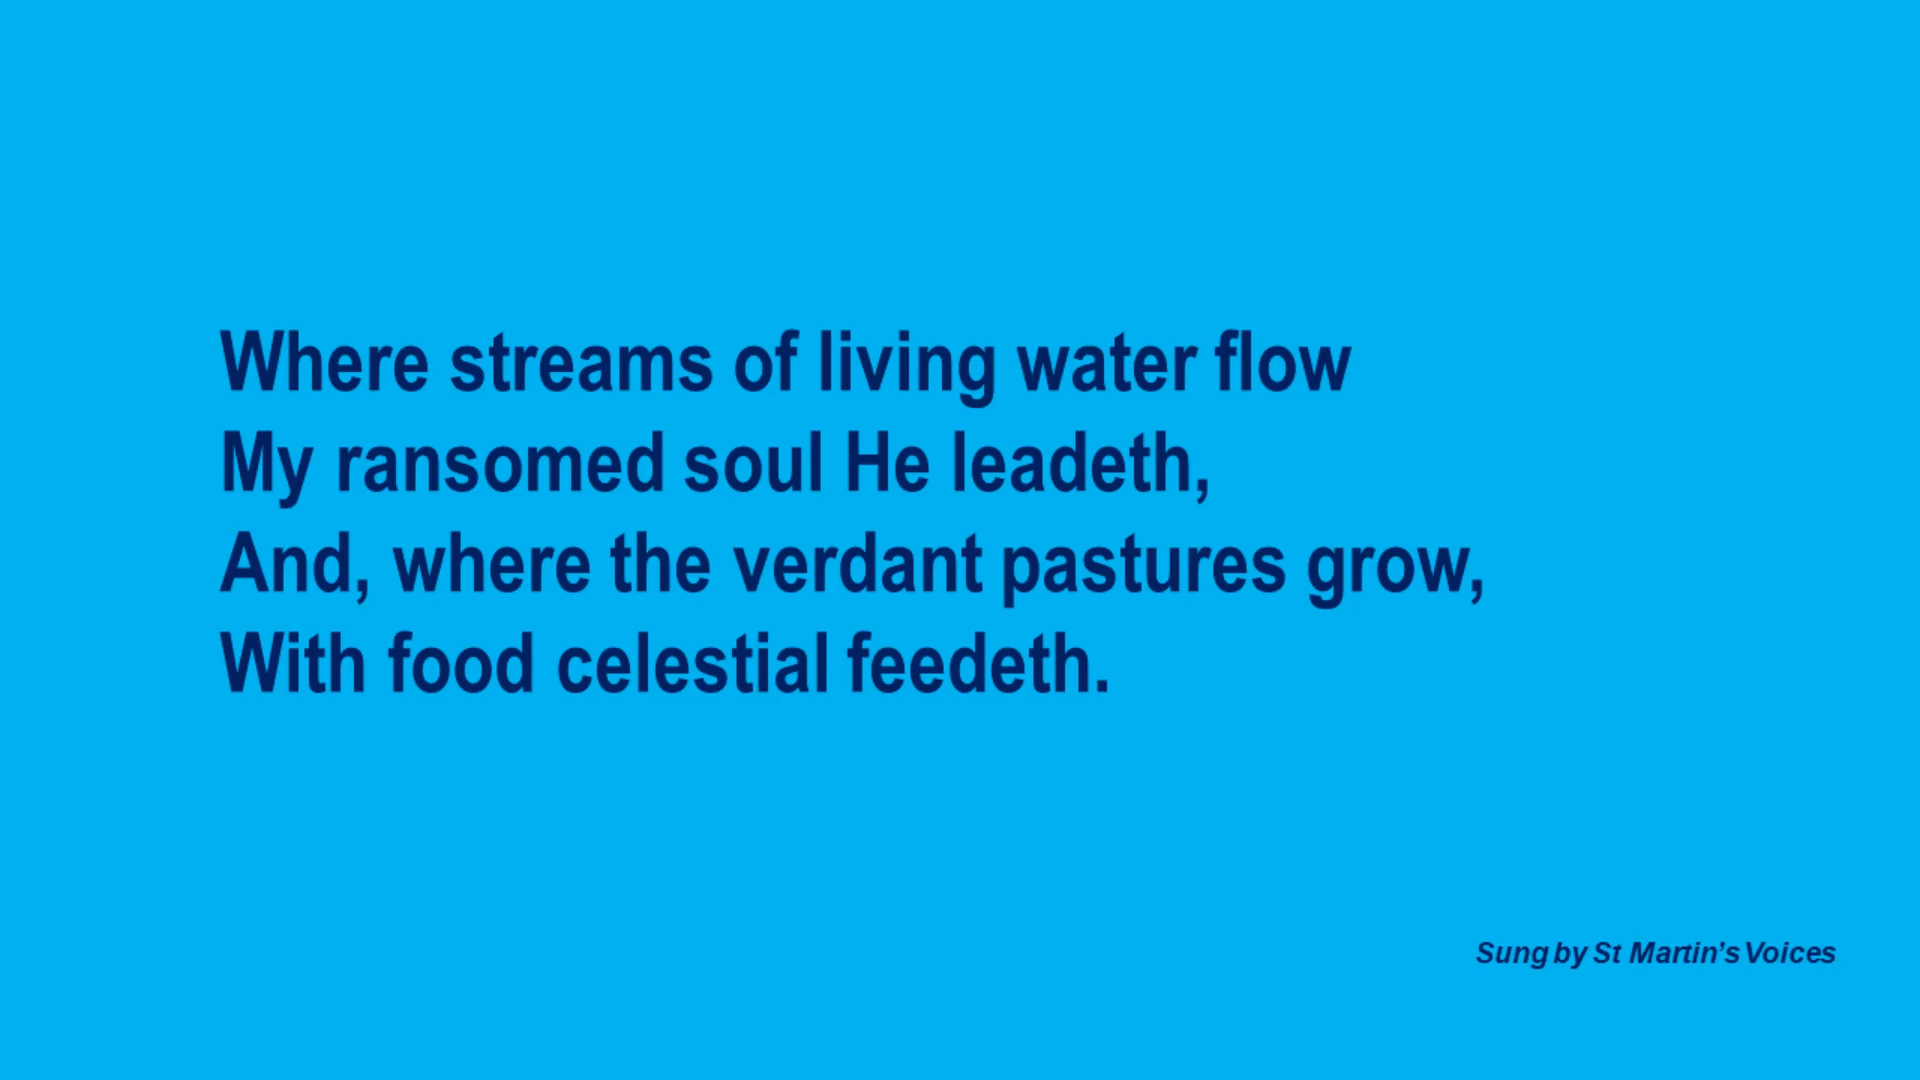 Where streams of living water flow
My ransomed soul He leadeth,
And, where the verdant pastures grow,
With food celestial feedeth.
Sung by St Martin's Voices